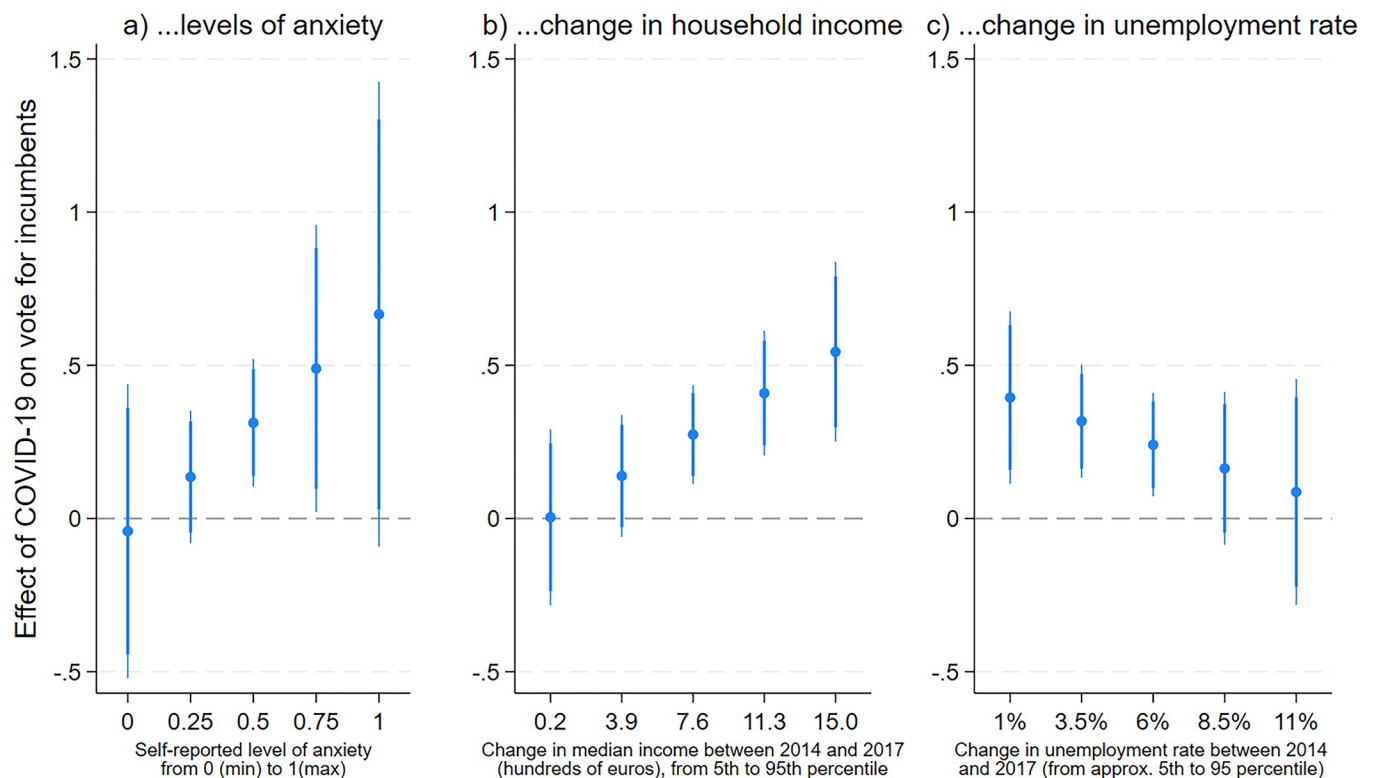 a) ...levels of anxiety
b) ...change in household income
c) ...change in unemployment rate
Effect of COVID-19 on vote for incumbents
1.5
1
.5
0
-.5
0 0.25 0.5 0.75 1
Self-reported level of anxiety
from 0 (min) to 1(max)
1.5
1
.5
0
-.5
0.2 3.9 7.6 11.3 15.0
Change in median income between 2014 and 2017
(hundreds of euros), from 5th to 95th percentile
1.5
1
.5
0
-.5
1% 3.5% 6% 8.5% 11%
Change in unemployment rate between 2014
and 2017 (from approx. 5th to 95 percentile)